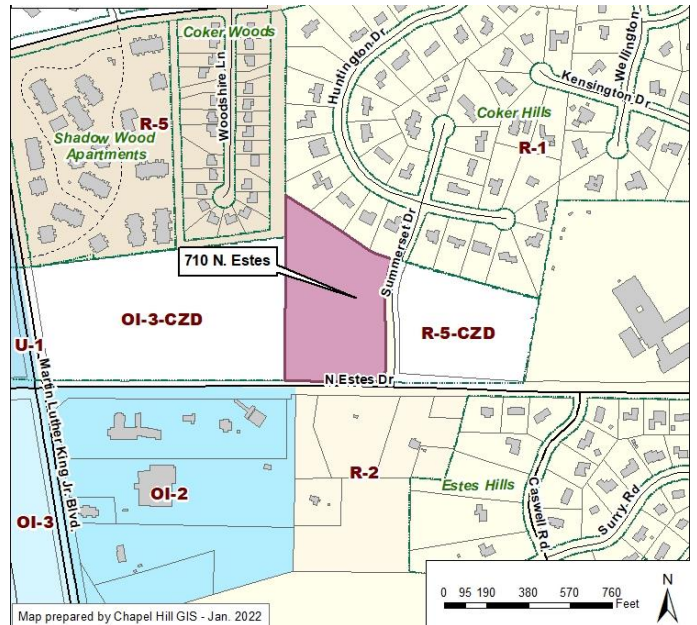 Coker Woods
Woodshire Ln
Huntington Dr
Wellington
Kensington Dr
R-5
Shadow Wood
Apartments
Coker Hills
R-1
Summerset Dr
710 N. Estes
OI-3-CZD
R-5-CZD
U-1
N Estes Dr
Martin Luther King Jr. Blvd.
R-2
OI-2
Estes Hills
OI-3
Caswell Rd.
Surry Rd
0 95 190 380 570 760
Feet
N
Map prepared by Chapel Hill GIS - Jan. 2022